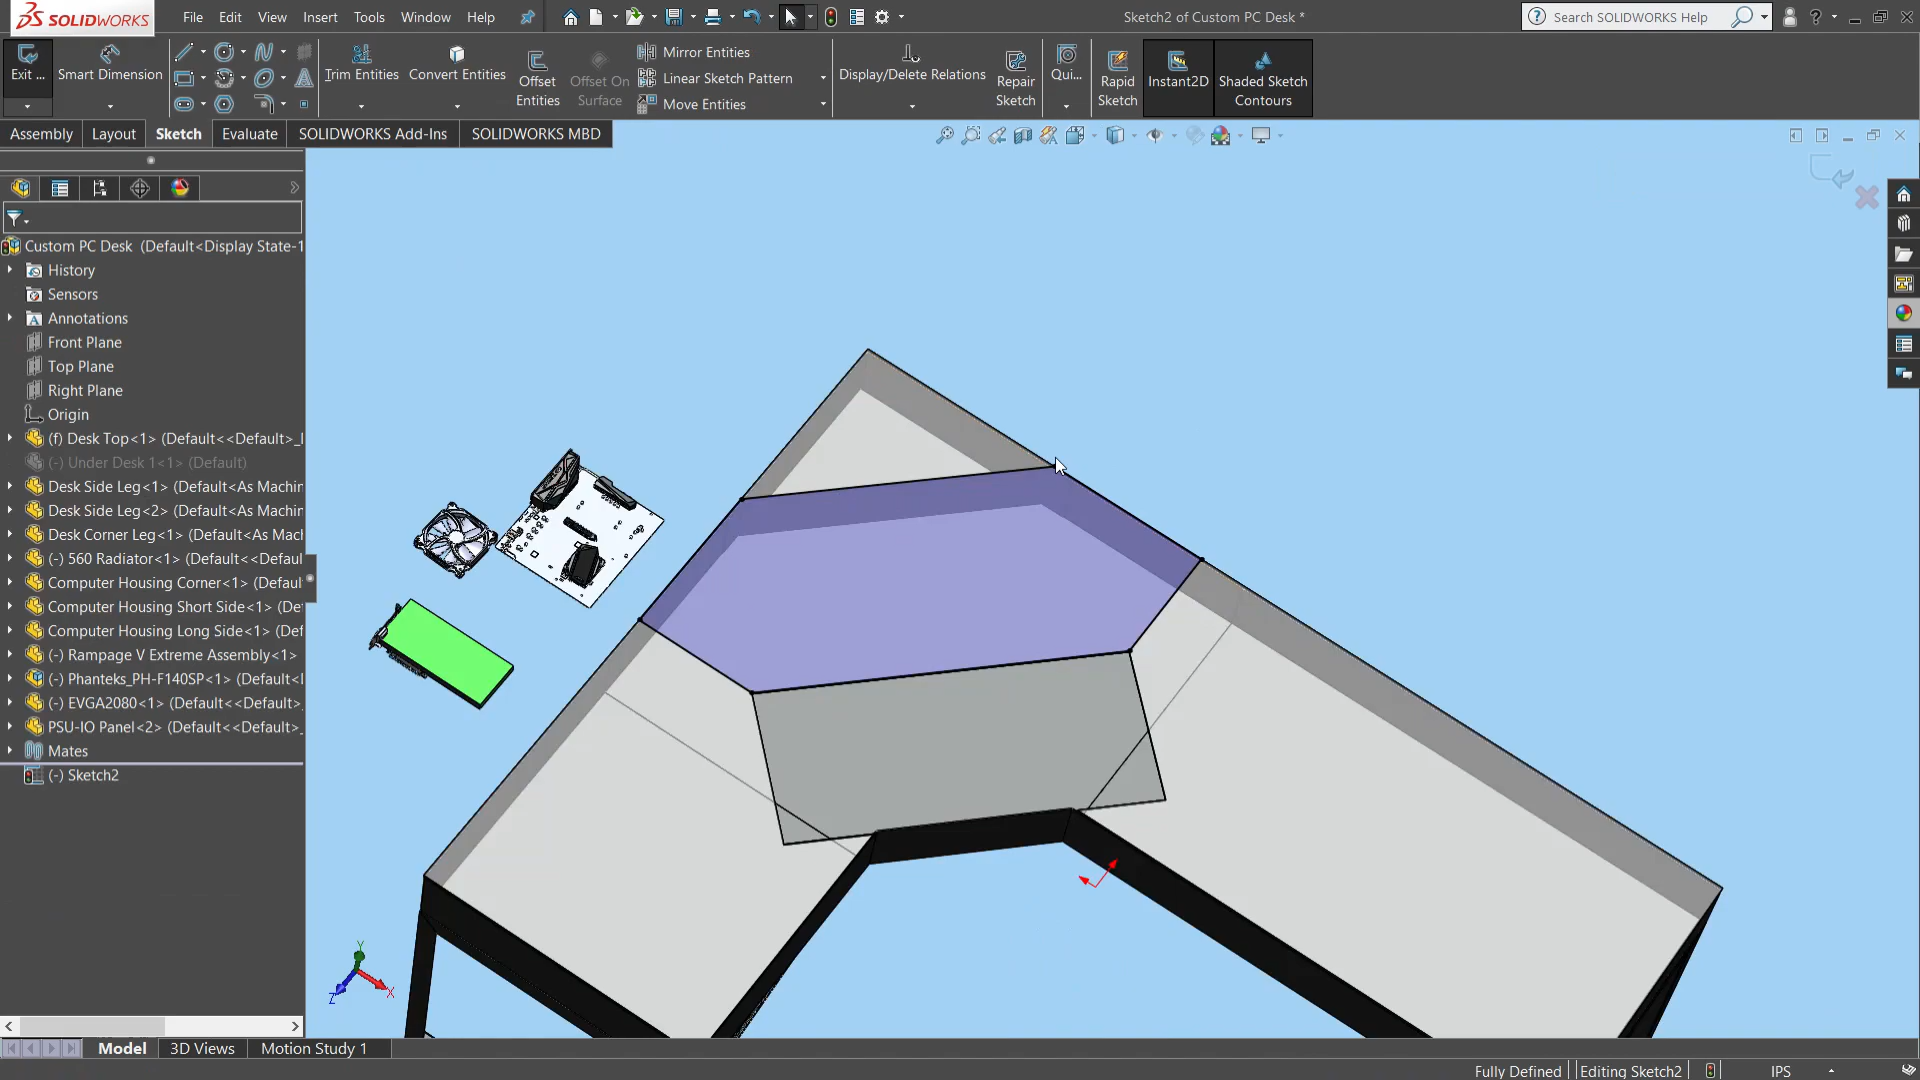 SOLIDWORKS File Edit View Insert Tools Window Help Sketch2 of Custom PC Desk * Search SOLIDWORKS Help
Exit ... Smart Dimension Trim Entities Convert Entities Offset Entities Offset On Surface Mirror Entities Linear Sketch Pattern Move Entities Display/Delete Relations Repair Sketch Qui... Rapid Sketch Instant2D Shaded Sketch Contours
Assembly Layout Sketch Evaluate SOLIDWORKS Add-Ins SOLIDWORKS MBD
Custom PC Desk (Default<Display State-1
History
Sensors
Annotations
Front Plane
Top Plane
Right Plane
Origin
(f) Desk Top<1> (Default<<Default>_
(-) Under Desk 1<1> (Default)
Desk Side Leg<1> (Default<As Machin
Desk Side Leg<2> (Default<As Machin
Desk Corner Leg<1> (Default<As Mach
(-) 560 Radiator<1> (Default<<Defaul
Computer Housing Corner<1> (Defaul
Computer Housing Short Side<1> (De
Computer Housing Long Side<1> (Def
(-) Rampage V Extreme Assembly<1>
(-) Phanteks_PH-F140SP<1> (Default<
(-) EVGA2080<1> (Default<<Default>
PSU-IO Panel<2> (Default<<Default>_
Mates
(-) Sketch2
Y
X
Z
Model 3D Views Motion Study 1
Fully Defined Editing Sketch2 IPS